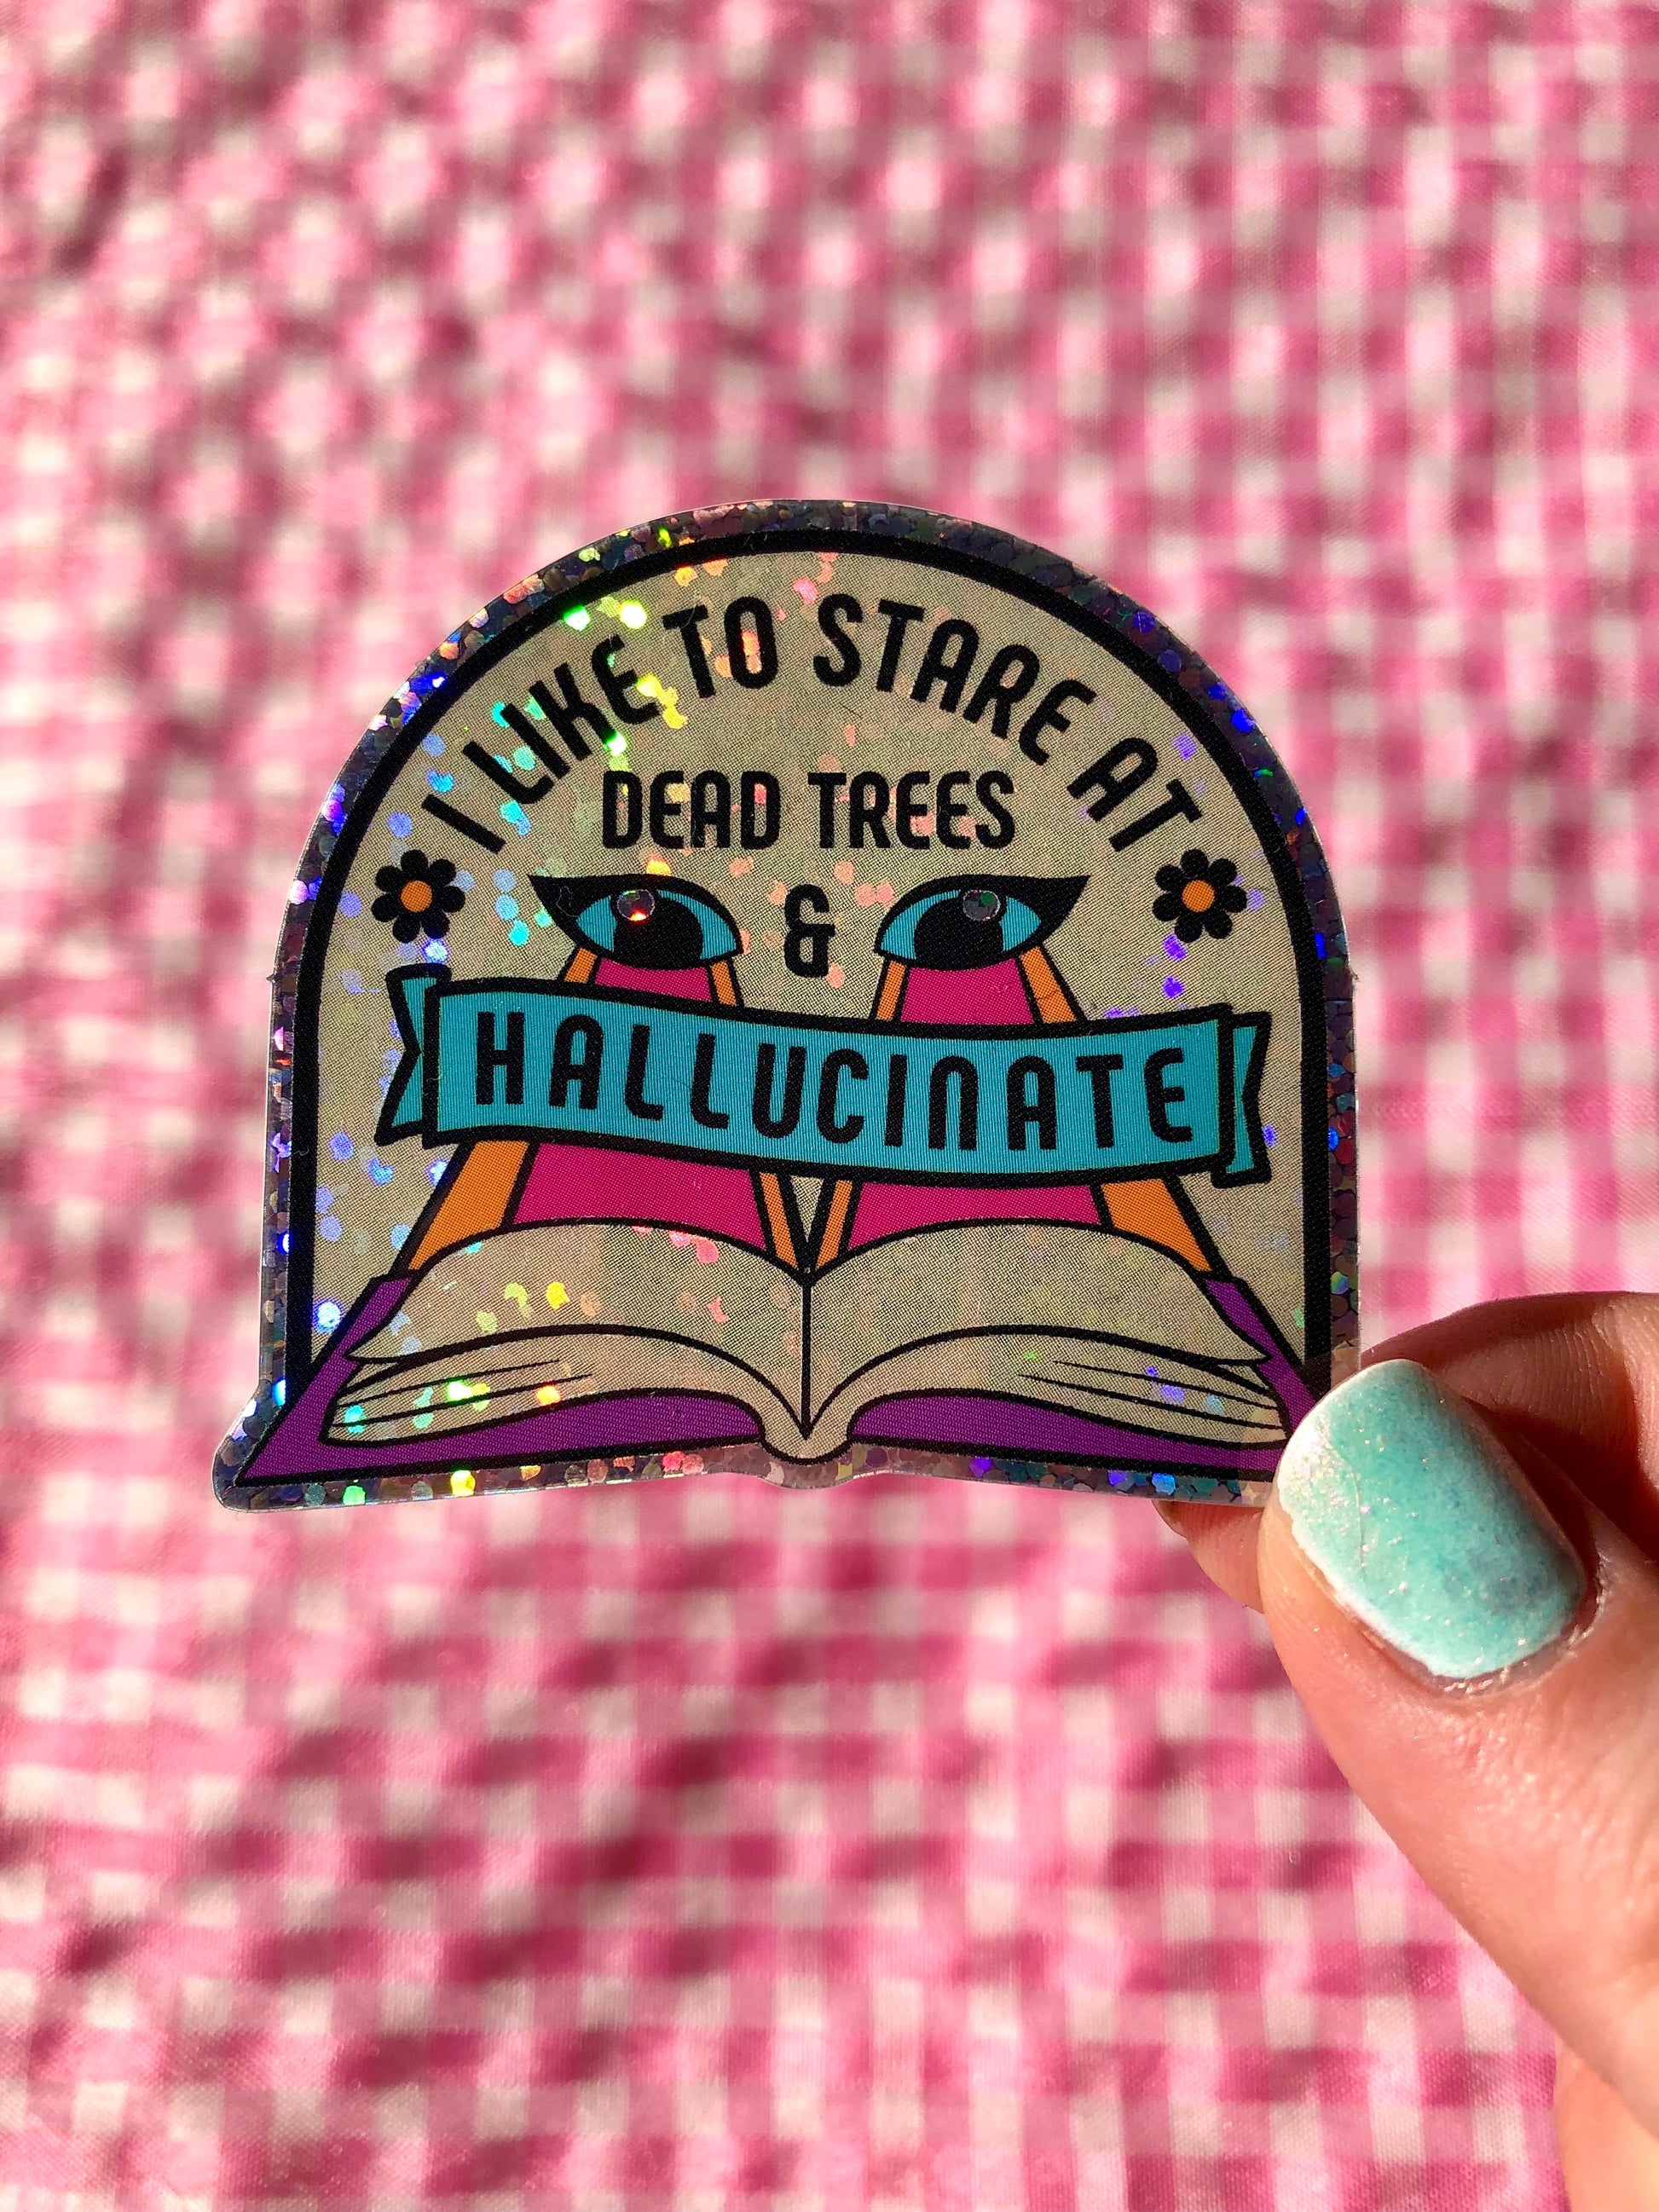 I LIKE TO STARE AT
DEAD TREES
&
HALLUCINATE